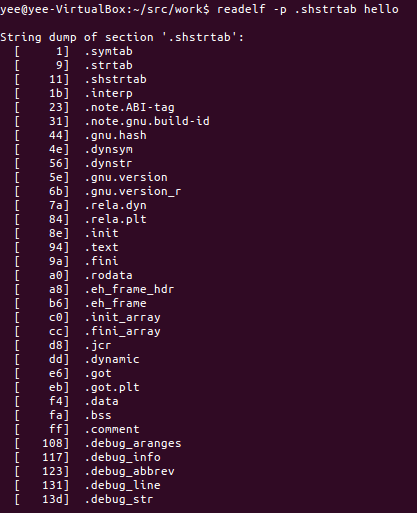 yee@yee-VirtualBox:~/src/work$ readelf -p .shstrtab hello
String dump of section '.shstrtab':
[     1]  .symtab
[     9]  .strtab
[    11]  .shstrtab
[    1b]  .interp
[    23]  .note.ABI-tag
[    31]  .note.gnu.build-id
[    44]  .gnu.hash
[    4e]  .dynsym
[    56]  .dynstr
[    5e]  .gnu.version
[    6b]  .gnu.version_r
[    7a]  .rela.dyn
[    84]  .rela.plt
[    8e]  .init
[    94]  .text
[    9a]  .fini
[    a0]  .rodata
[    a8]  .eh_frame_hdr
[    b6]  .eh_frame
[    c0]  .init_array
[    cc]  .fini_array
[    d8]  .jcr
[    dd]  .dynamic
[    e6]  .got
[    eb]  .got.plt
[    f4]  .data
[    fa]  .bss
[    ff]  .comment
[   108]  .debug_aranges
[   117]  .debug_info
[   123]  .debug_abbrev
[   131]  .debug_line
[   13d]  .debug_str